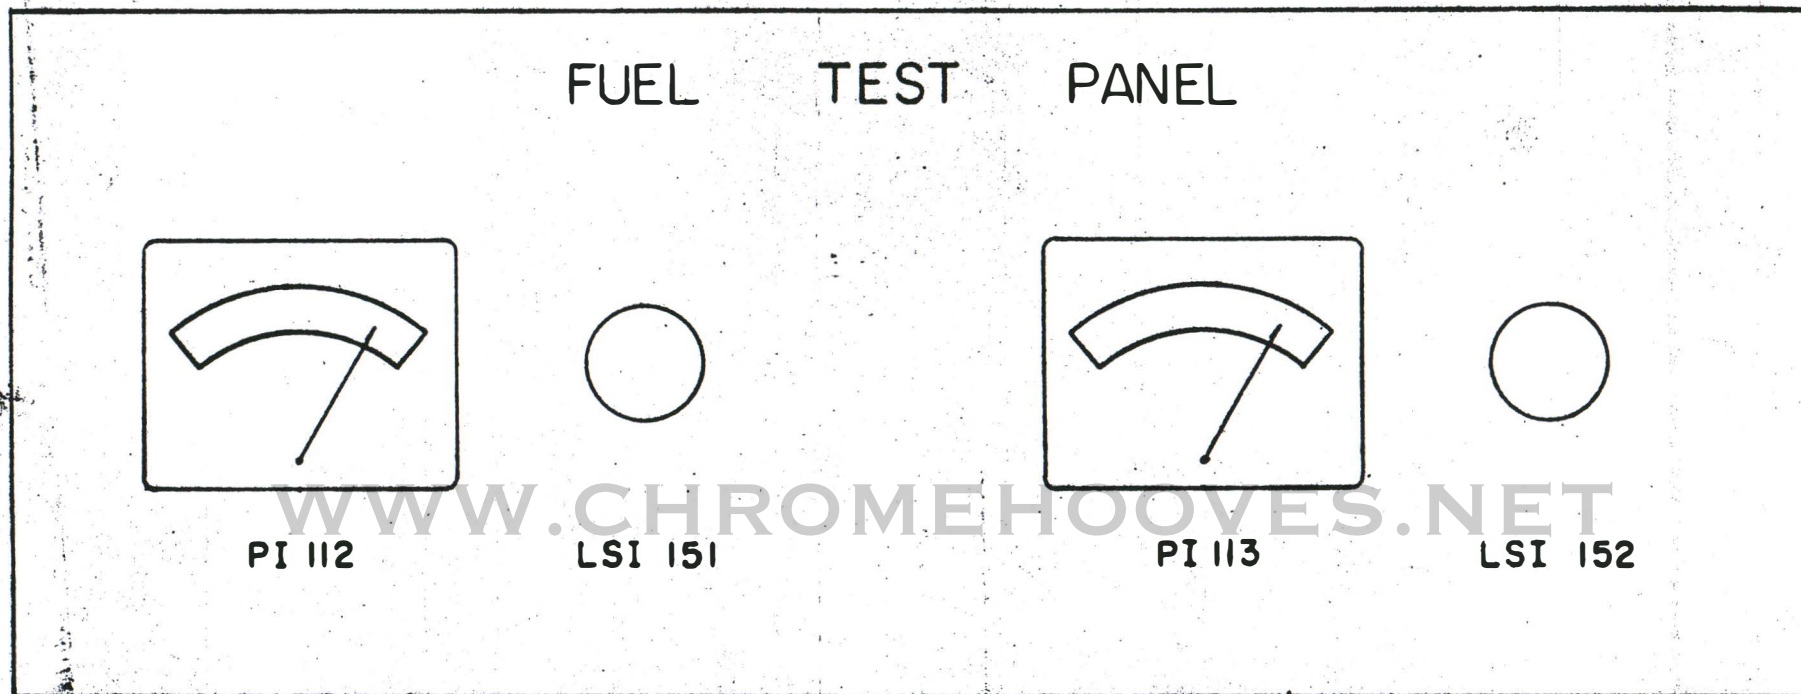 FUEL TEST PANEL
WWW.CHROMEHOOVES.NET
PI 112 LSI 151 PI 113 LSI 152